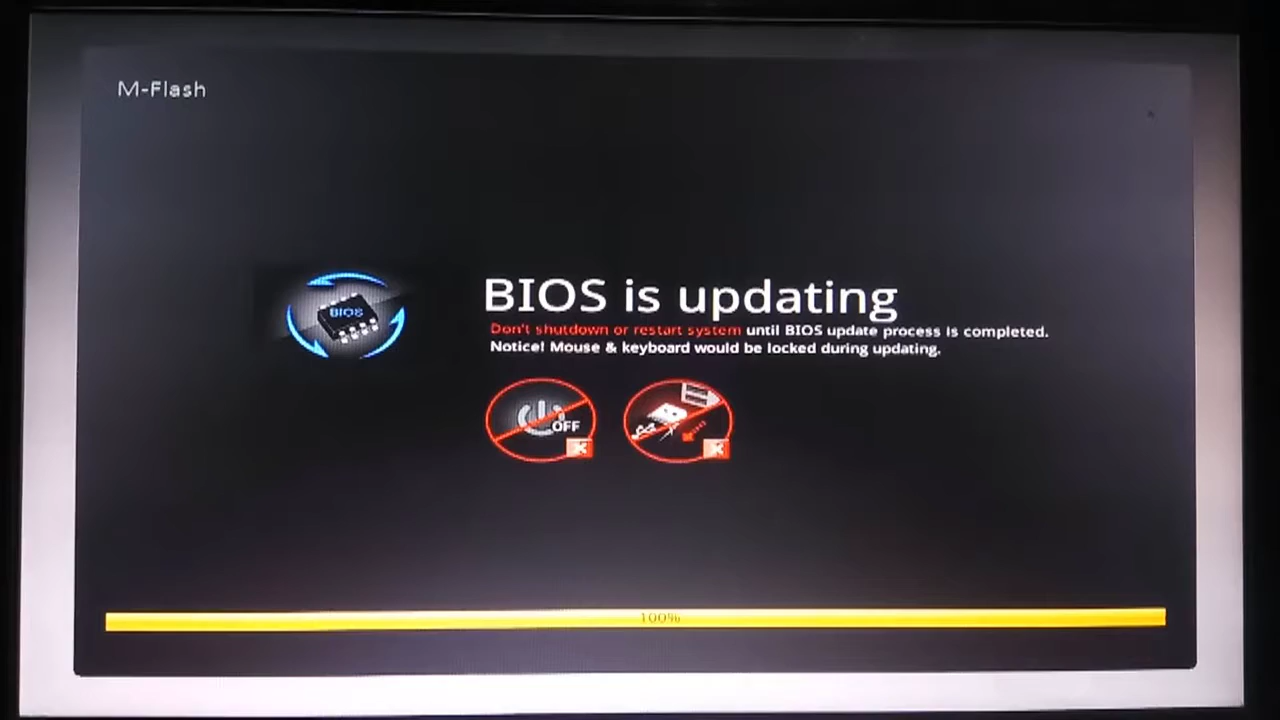 M-Flash
BIOS
BIOS is updating
Don't shutdown or restart system until BIOS update process is completed.
Notice! Mouse & keyboard would be locked during updating.
OFF
100%